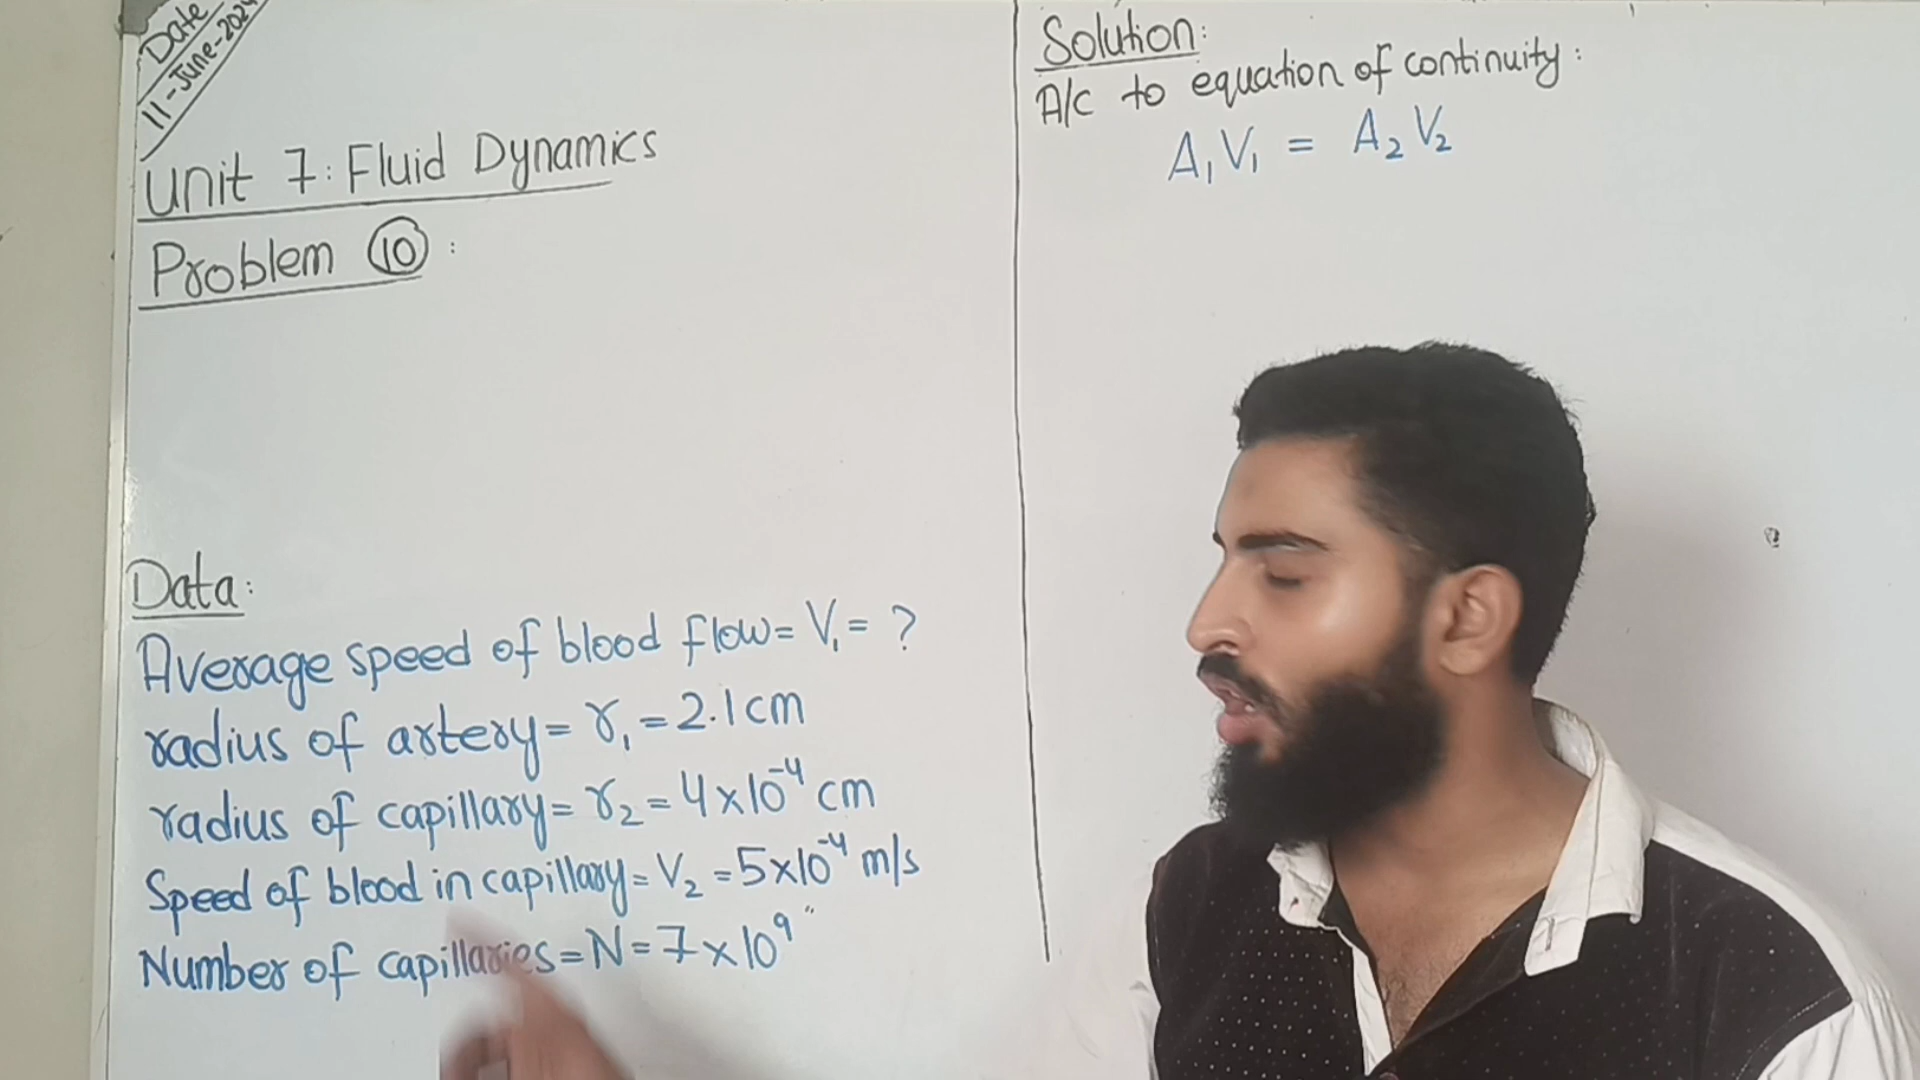 Date
11-June-2024
Unit 7: Fluid Dynamics
Problem 10 :
Data:
Average speed of blood flow = V₁ = ?
radius of artery = r₁ = 2.1 cm
radius of capillary = r₂ = 4×10⁻⁴ cm
Speed of blood in capillary = V₂ = 5×10⁻⁴ m/s
Number of capillaries = N = 7×10⁹
Solution:
A/C to equation of continuity :
A₁V₁ = A₂V₂